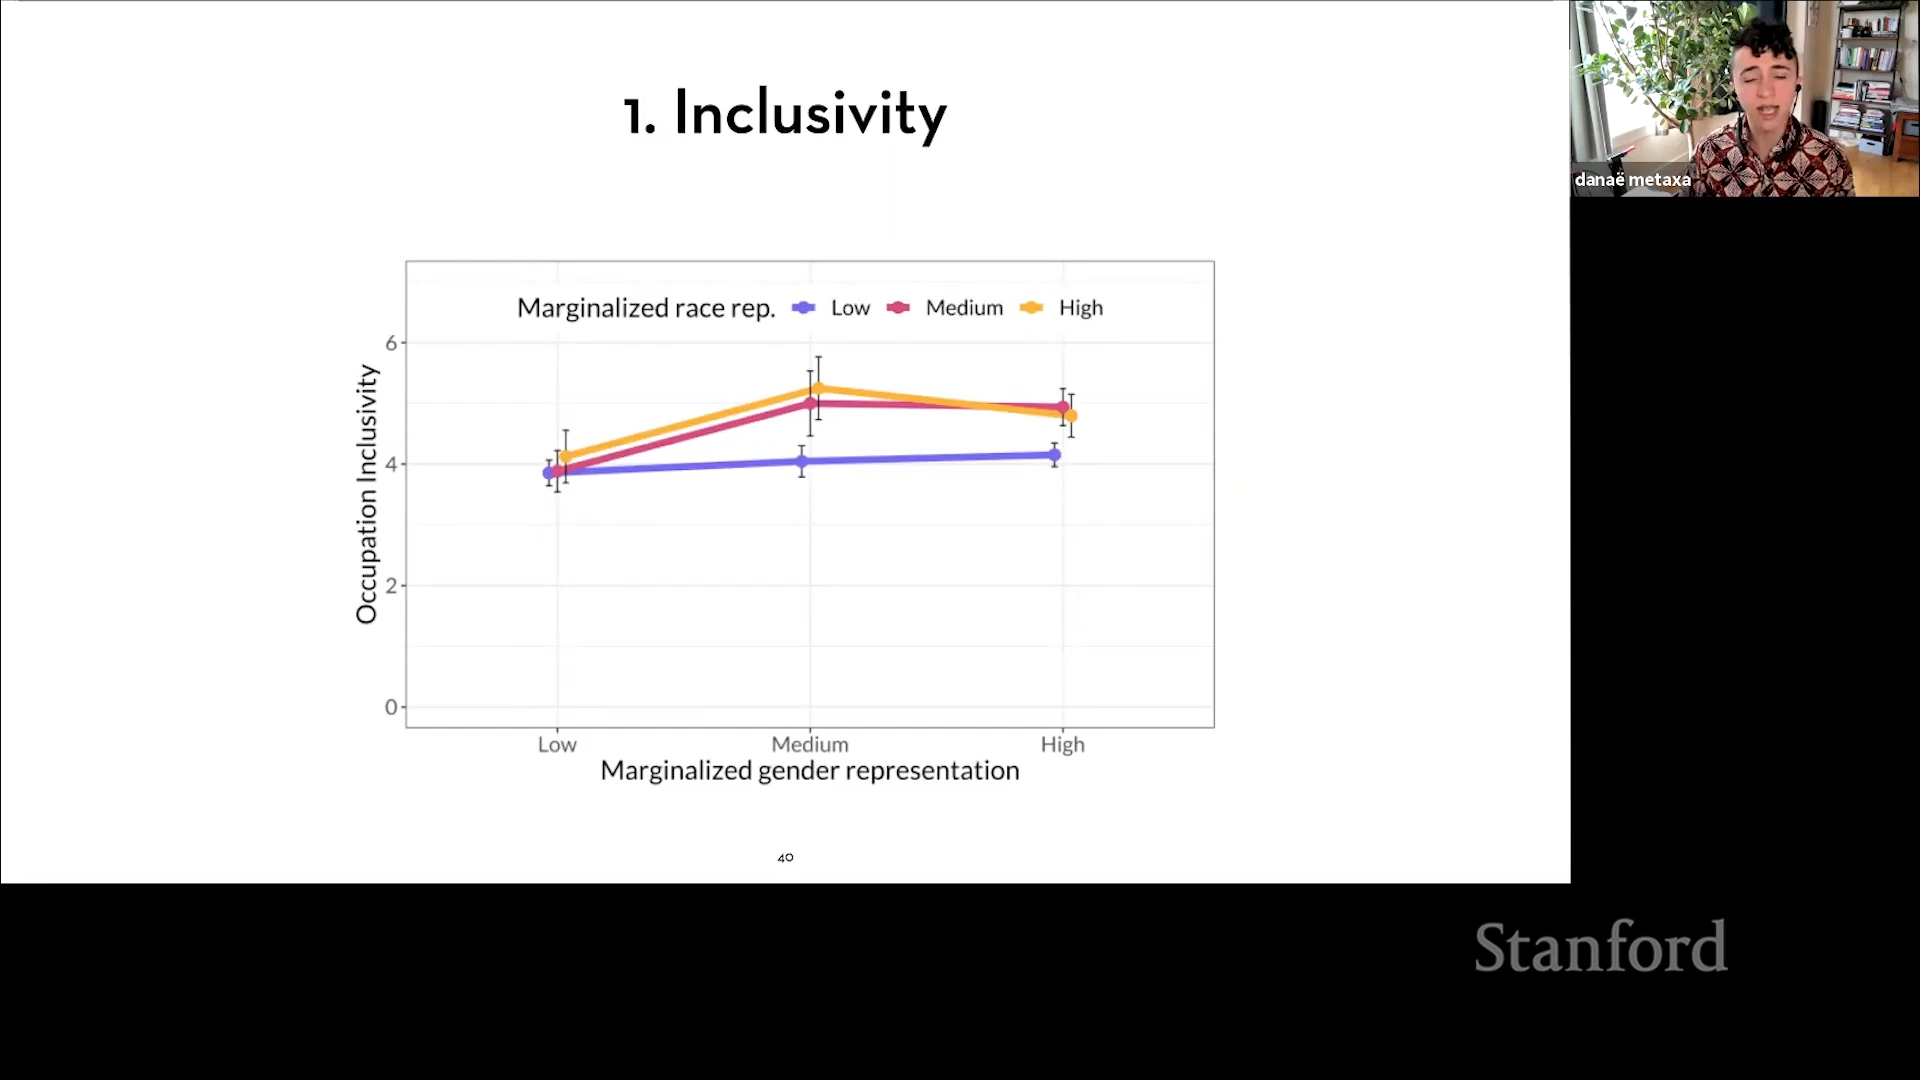 1. Inclusivity
danaë metaxa
Marginalized race rep. Low Medium High
6
4
2
0
Occupation Inclusivity
Low Medium High
Marginalized gender representation
40
Stanford